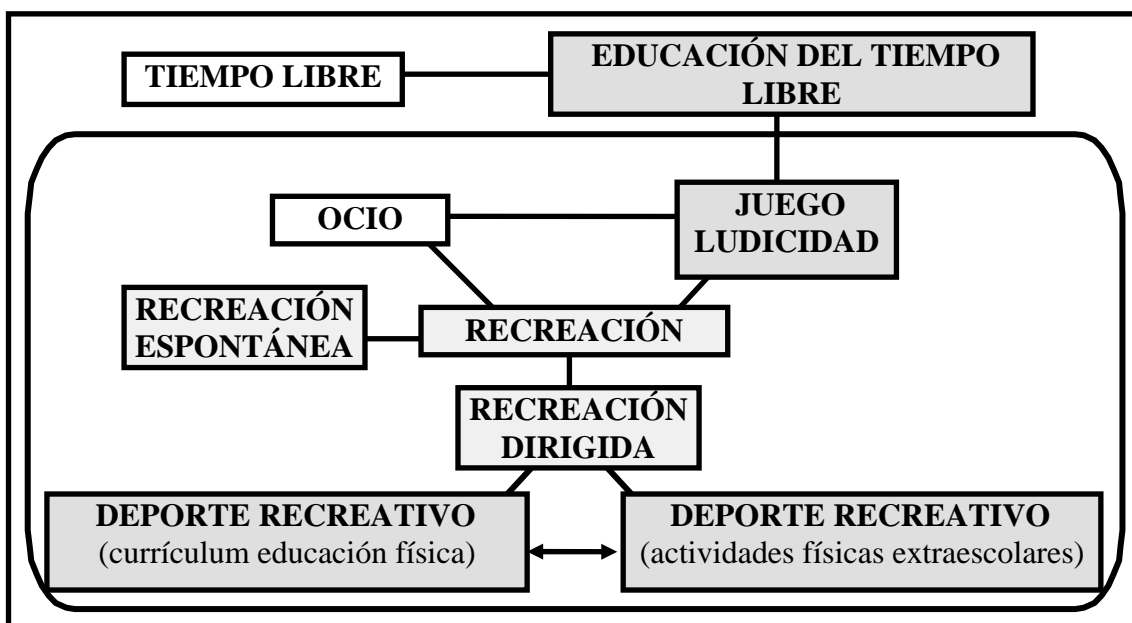 TIEMPO LIBRE
EDUCACIÓN DEL TIEMPO
LIBRE
OCIO
JUEGO
LUDICIDAD
RECREACIÓN
ESPONTÁNEA
RECREACIÓN
RECREACIÓN
DIRIGIDA
DEPORTE RECREATIVO
(currículum educación física)
DEPORTE RECREATIVO
(actividades físicas extraescolares)